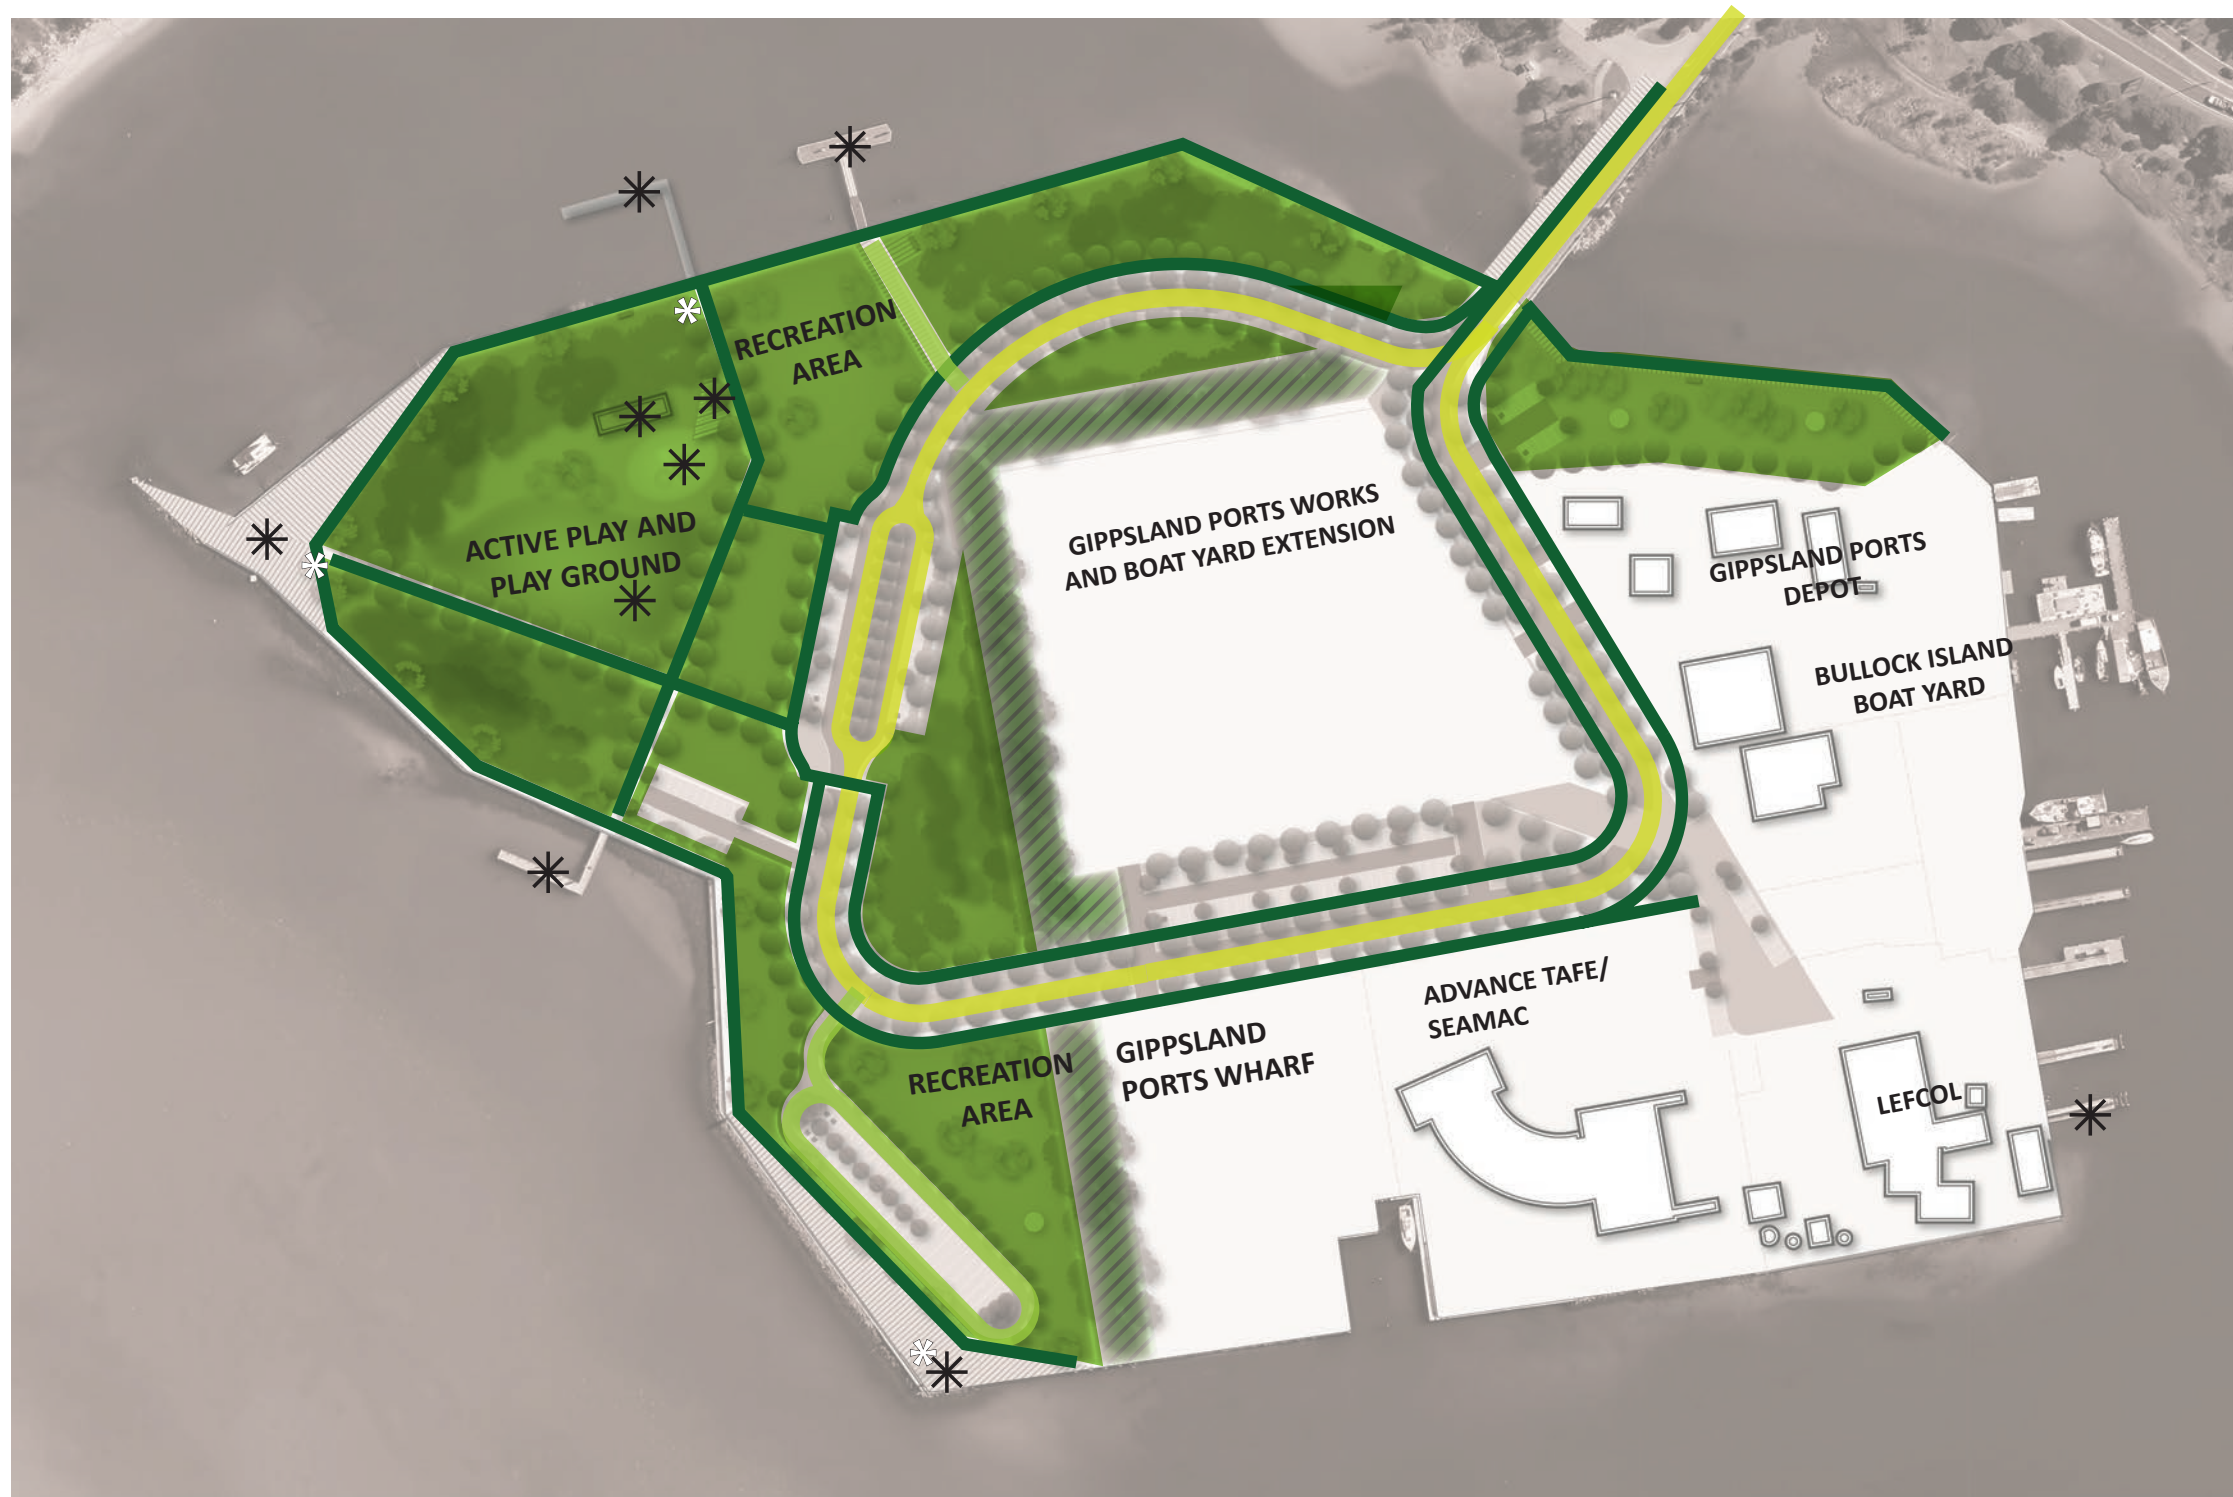 RECREATION
AREA
ACTIVE PLAY AND
PLAY GROUND
GIPPSLAND PORTS WORKS
AND BOAT YARD EXTENSION
GIPPSLAND PORTS
DEPOT
BULLOCK ISLAND
BOAT YARD
ADVANCE TAFE/
SEAMAC
GIPPSLAND
PORTS WHARF
RECREATION
AREA
LEFCOL